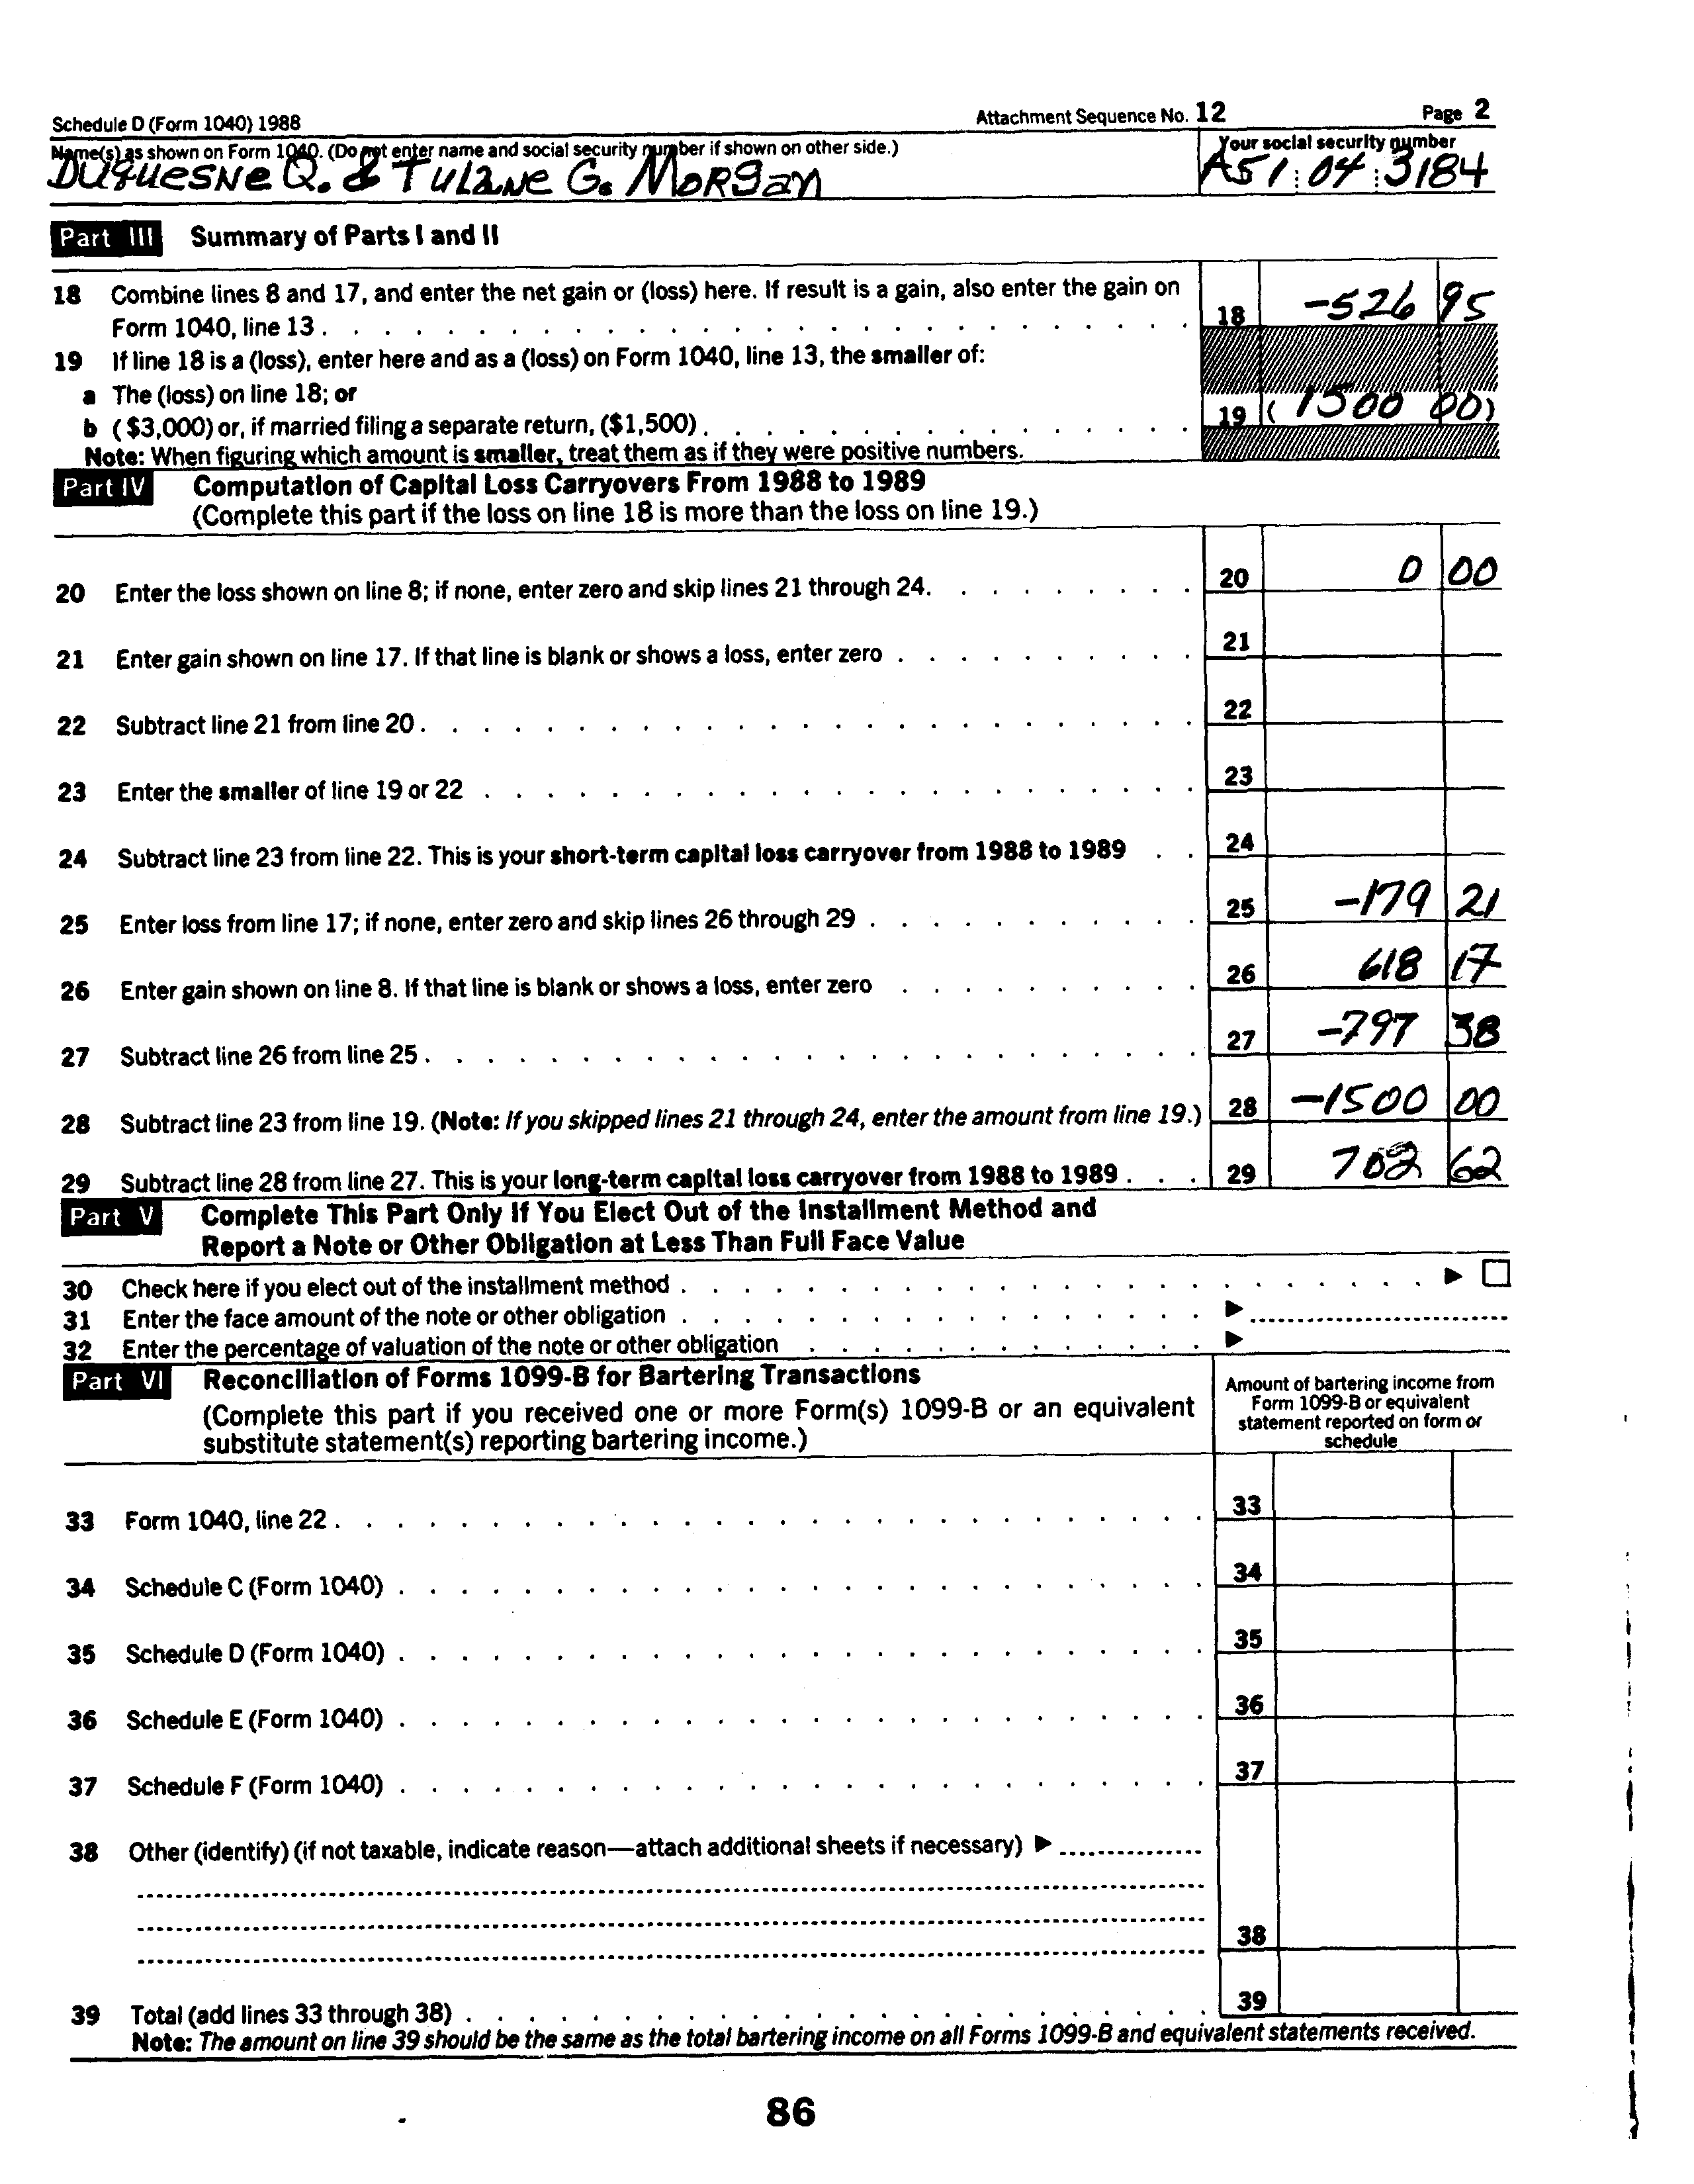 Schedule D (Form 1040) 1988 Attachment Sequence No. 12 Page 2
Name(s) as shown on Form 1040. (Do not enter name and social security number if shown on other side.) Your social security number
Duquesne Q. & Tulane G. Morgan A51:04:3184
Part III Summary of Parts I and II
18 Combine lines 8 and 17, and enter the net gain or (loss) here. If result is a gain, also enter the gain on
Form 1040, line 13 . . . 18 -526 95
19 If line 18 is a (loss), enter here and as a (loss) on Form 1040, line 13, the smaller of:
a The (loss) on line 18; or
b ($3,000) or, if married filing a separate return, ($1,500) . . . 19 ( 1500 00)
Note: When figuring which amount is smaller, treat them as if they were positive numbers.
Part IV Computation of Capital Loss Carryovers From 1988 to 1989
(Complete this part if the loss on line 18 is more than the loss on line 19.)
20 Enter the loss shown on line 8; if none, enter zero and skip lines 21 through 24. . . . 20 0 00
21 Enter gain shown on line 17. If that line is blank or shows a loss, enter zero . . . 21
22 Subtract line 21 from line 20 . . . 22
23 Enter the smaller of line 19 or 22 . . . 23
24 Subtract line 23 from line 22. This is your short-term capital loss carryover from 1988 to 1989 . . 24
25 Enter loss from line 17; if none, enter zero and skip lines 26 through 29 . . . 25 -179 21
26 Enter gain shown on line 8. If that line is blank or shows a loss, enter zero . . . 26 618 17
27 Subtract line 26 from line 25 . . . 27 -797 38
28 Subtract line 23 from line 19. (Note: If you skipped lines 21 through 24, enter the amount from line 19.) 28 -1500 00
29 Subtract line 28 from line 27. This is your long-term capital loss carryover from 1988 to 1989 . . . 29 702 62
Part V Complete This Part Only If You Elect Out of the Installment Method and
Report a Note or Other Obligation at Less Than Full Face Value
30 Check here if you elect out of the installment method . . . ▶ ☐
31 Enter the face amount of the note or other obligation . . . ▶
32 Enter the percentage of valuation of the note or other obligation . . . ▶
Part VI Reconciliation of Forms 1099-B for Bartering Transactions
(Complete this part if you received one or more Form(s) 1099-B or an equivalent
substitute statement(s) reporting bartering income.)
Amount of bartering income from
Form 1099-B or equivalent
statement reported on form or
schedule
33 Form 1040, line 22 . . . 33
34 Schedule C (Form 1040) . . . 34
35 Schedule D (Form 1040) . . . 35
36 Schedule E (Form 1040) . . . 36
37 Schedule F (Form 1040) . . . 37
38 Other (identify) (if not taxable, indicate reason—attach additional sheets if necessary) ▶
38
39 Total (add lines 33 through 38) . . . 39
Note: The amount on line 39 should be the same as the total bartering income on all Forms 1099-B and equivalent statements received.
86